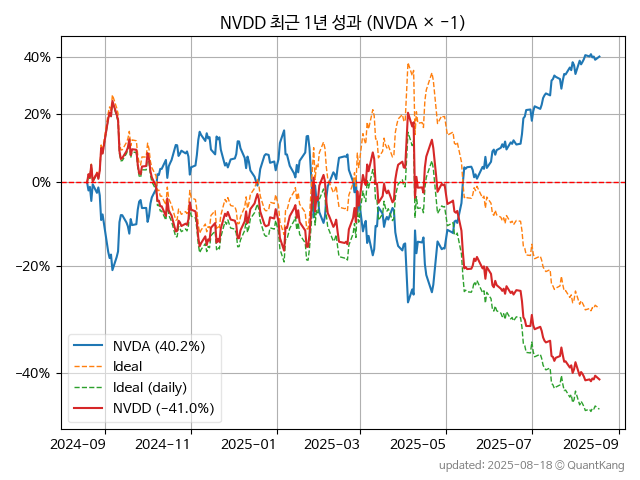 NVDD 최근 1년 성과 (NVDA × −1)
40%
20%
0%
−20%
−40%
NVDA (40.2%)
Ideal
Ideal (daily)
NVDD (−41.0%)
2024-09
2024-11
2025-01
2025-03
2025-05
2025-07
2025-09
updated: 2025-08-18 © QuantKang